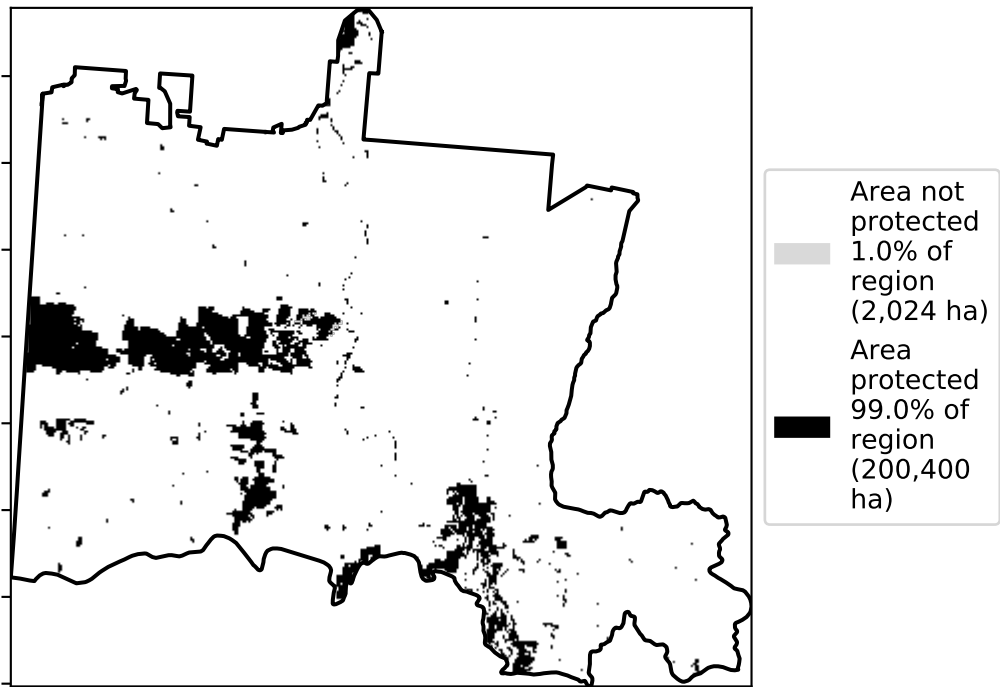 Area not
protected
1.0% of
region
(2,024 ha)
Area
protected
99.0% of
region
(200,400
ha)